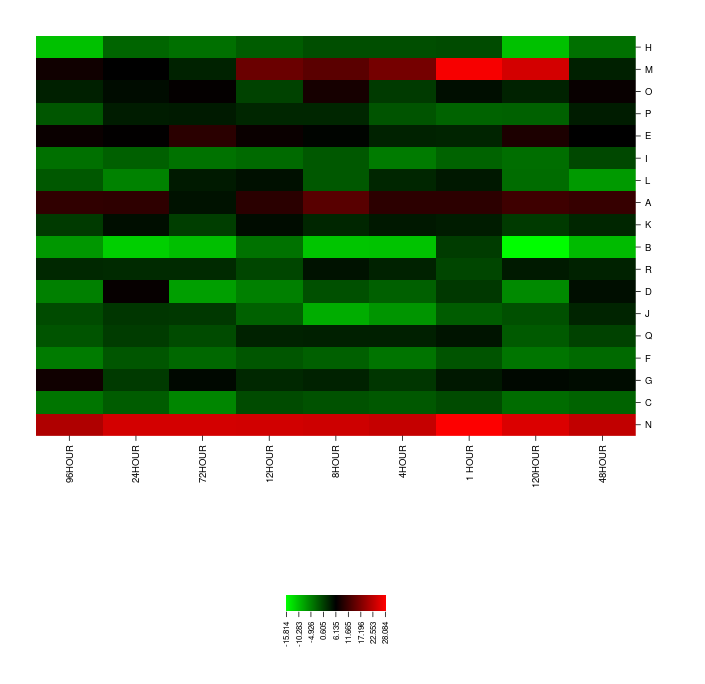 H
M
O
P
E
I
L
A
K
B
R
D
J
Q
F
G
C
N
96HOUR
24HOUR
72HOUR
12HOUR
8HOUR
4HOUR
1 HOUR
120HOUR
48HOUR
-15.814
-10.283
-4.926
0.605
6.135
11.665
17.196
22.553
28.084